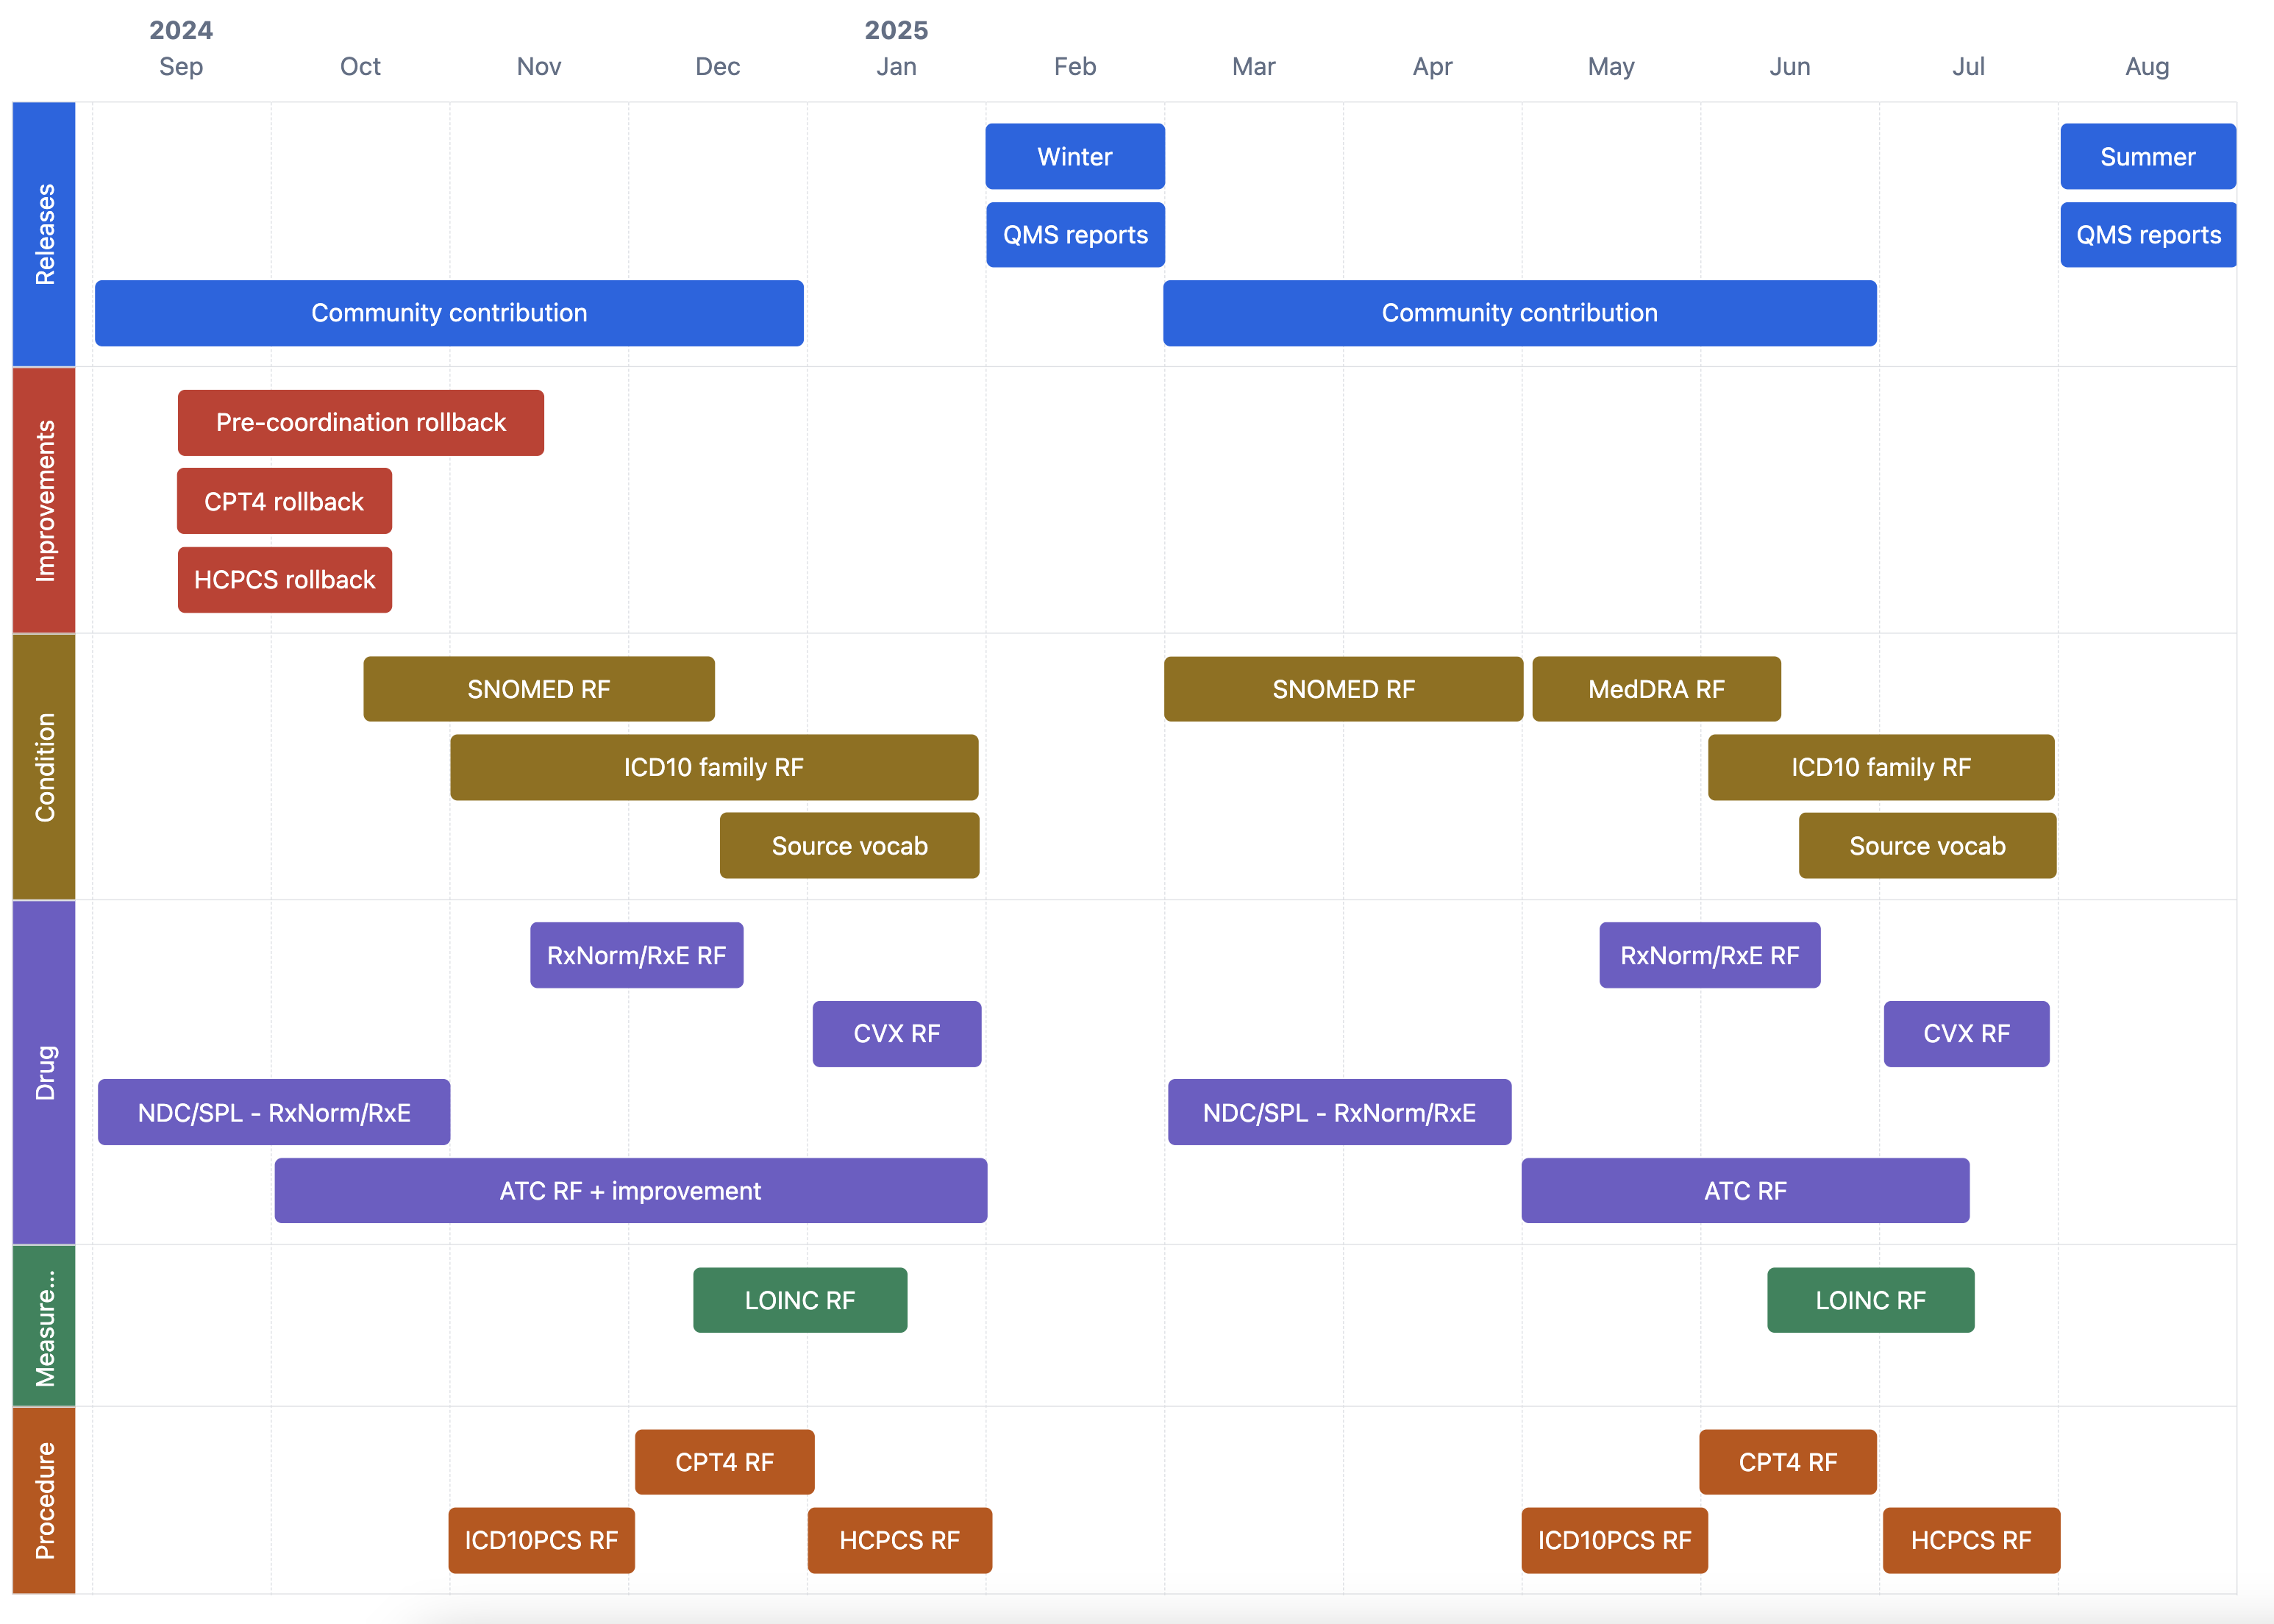 2024
2025
Sep
Oct
Nov
Dec
Jan
Feb
Mar
Apr
May
Jun
Jul
Aug
Releases
Winter
Summer
QMS reports
QMS reports
Community contribution
Community contribution
Improvements
Pre-coordination rollback
CPT4 rollback
HCPCS rollback
Condition
SNOMED RF
SNOMED RF
MedDRA RF
ICD10 family RF
ICD10 family RF
Source vocab
Source vocab
Drug
RxNorm/RxE RF
RxNorm/RxE RF
CVX RF
CVX RF
NDC/SPL - RxNorm/RxE
NDC/SPL - RxNorm/RxE
ATC RF + improvement
ATC RF
Measure...
LOINC RF
LOINC RF
Procedure
CPT4 RF
CPT4 RF
ICD10PCS RF
HCPCS RF
ICD10PCS RF
HCPCS RF